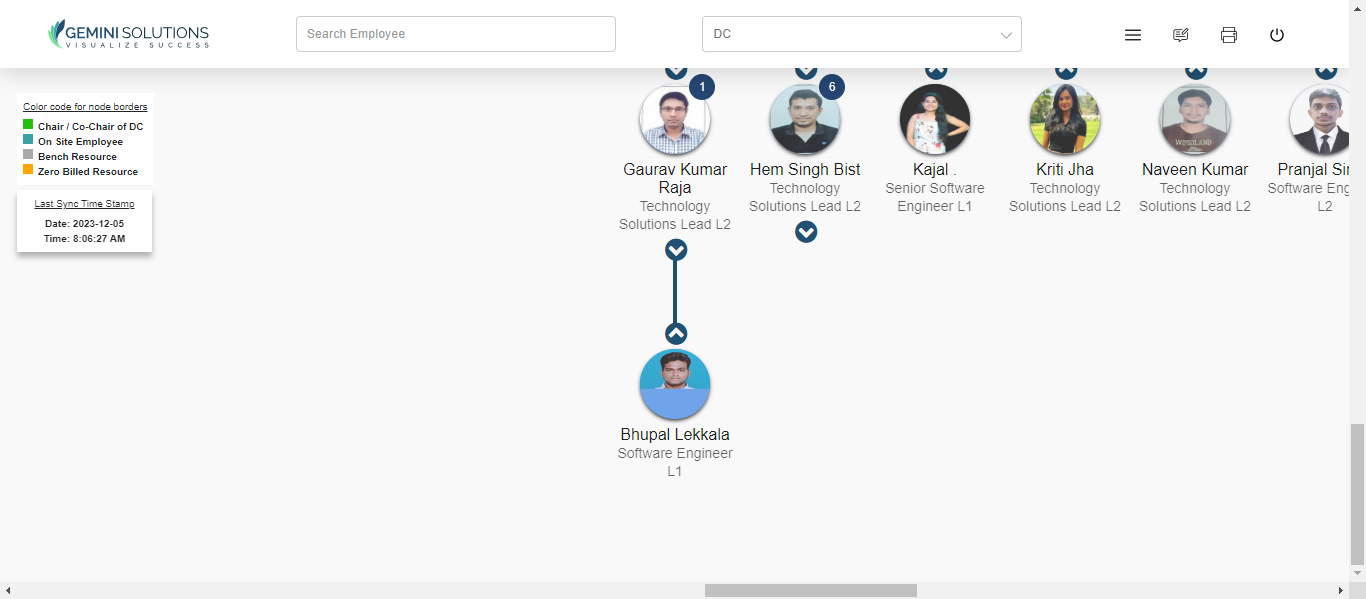 GEMINI SOLUTIONS
VISUALIZE SUCCESS
Search Employee
DC
Color code for node borders
Chair / Co-Chair of DC
On Site Employee
Bench Resource
Zero Billed Resource
Last Sync Time Stamp
Date: 2023-12-05
Time: 8:06:27 AM
1
Gaurav Kumar
Raja
Technology
Solutions Lead L2
6
Hem Singh Bist
Technology
Solutions Lead L2
Kajal .
Senior Software
Engineer L1
Kriti Jha
Technology
Solutions Lead L2
Naveen Kumar
Technology
Solutions Lead L2
Pranjal Sin
Software Eng
L2
Bhupal Lekkala
Software Engineer
L1